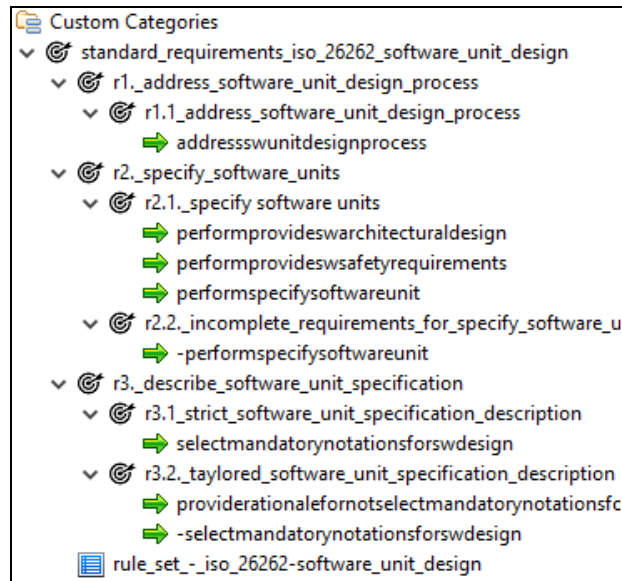 Custom Categories
standard_requirements_iso_26262_software_unit_design
r1._address_software_unit_design_process
r1.1_address_software_unit_design_process
addressswunitdesignprocess
r2._specify_software_units
r2.1._specify software units
performprovideswarchitecturaldesign
performprovideswsafetyrequirements
performspecifysoftwareunit
r2.2._incomplete_requirements_for_specify_software_u
-performspecifysoftwareunit
r3._describe_software_unit_specification
r3.1_strict_software_unit_specification_description
selectmandatorynotationsforswdesign
r3.2._taylored_software_unit_specification_description
providerationalefornotselectmandatorynotationsfc
-selectmandatorynotationsforswdesign
rule_set_-_iso_26262-software_unit_design